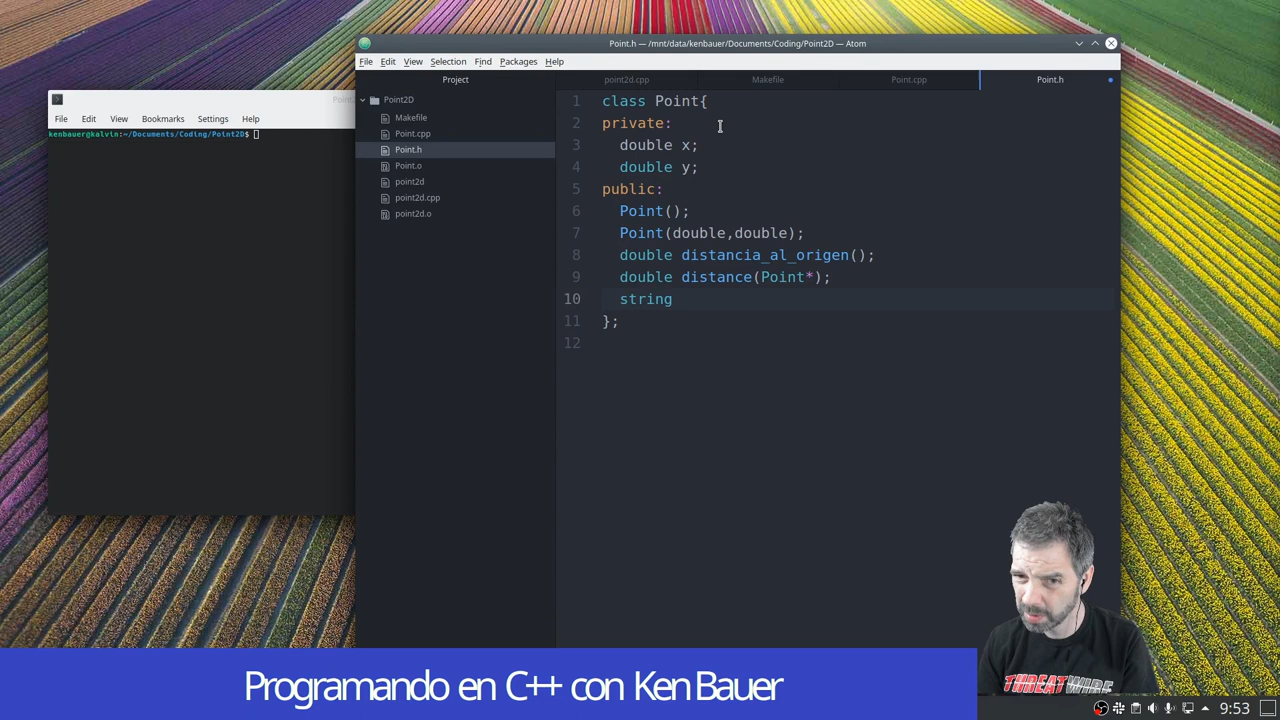 Point.h — /mnt/data/kenbauer/Documents/Coding/Point2D — Atom
File Edit View Selection Find Packages Help
Project
point2d.cpp
Makefile
Point.cpp
Point.h
Point2D
Makefile
Point.cpp
Point.h
Point.o
point2d
point2d.cpp
point2d.o
File Edit View Bookmarks Settings Help
kenbauer@kalvin:~/Documents/Coding/Point2D$
1 class Point{
2 private:
3 double x;
4 double y;
5 public:
6 Point();
7 Point(double,double);
8 double distancia_al_origen();
9 double distance(Point*);
10 string
11 };
12
THREATWIRE
Programando en C++ con Ken Bauer
9:53